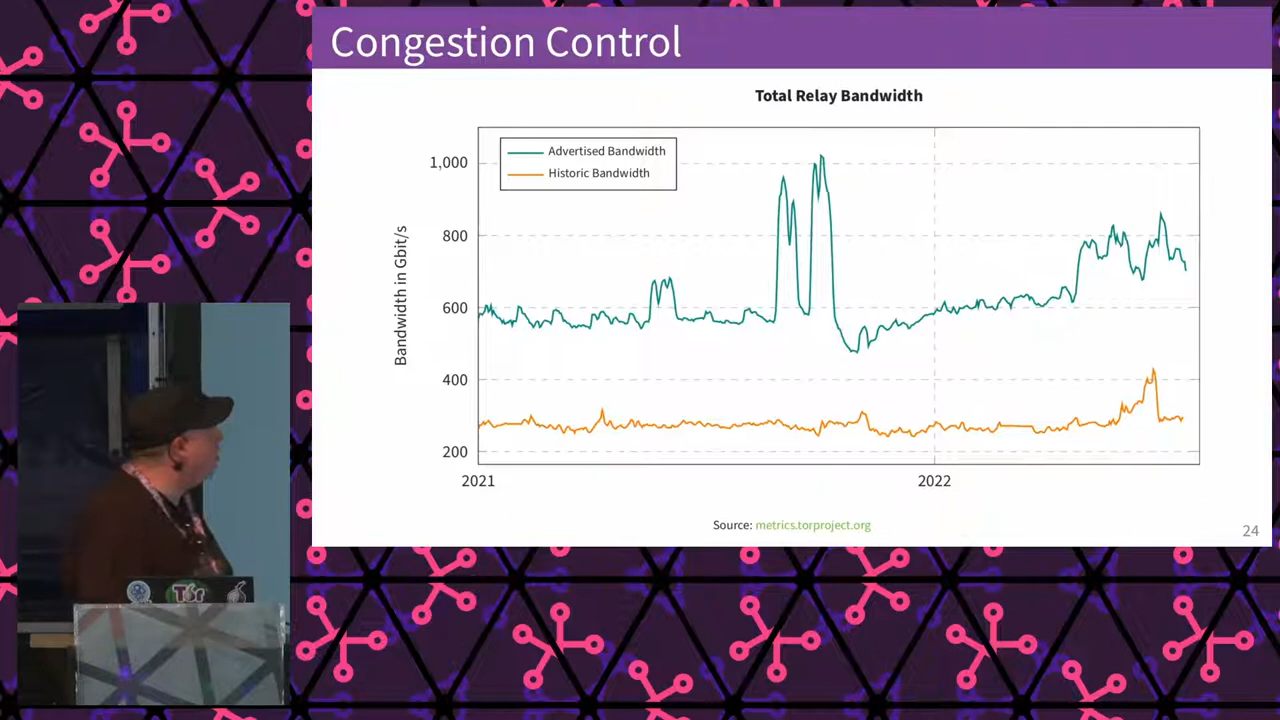 Congestion Control
Total Relay Bandwidth
Advertised Bandwidth
Historic Bandwidth
Bandwidth in Gbit/s
1,000
800
600
400
200
2021
2022
Source: metrics.torproject.org
24
Tor